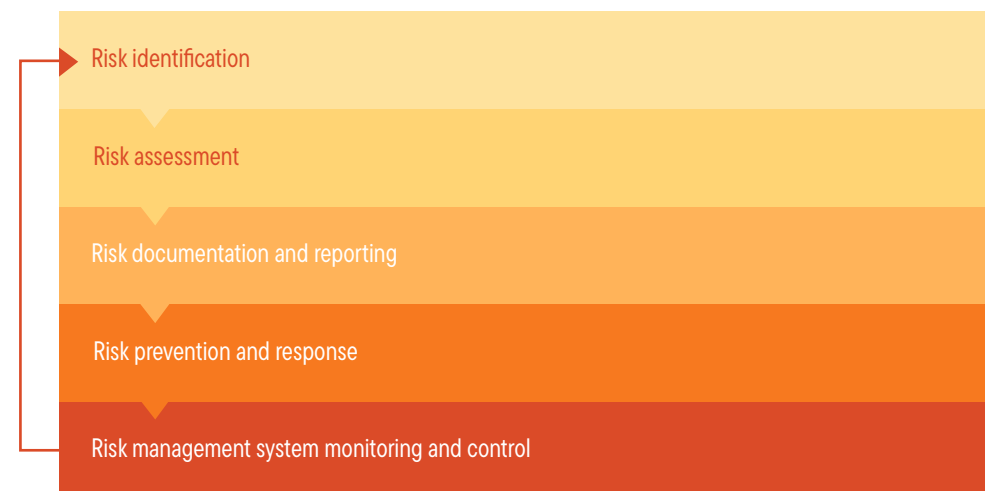 Risk identification
Risk assessment
Risk documentation and reporting
Risk prevention and response
Risk management system monitoring and control